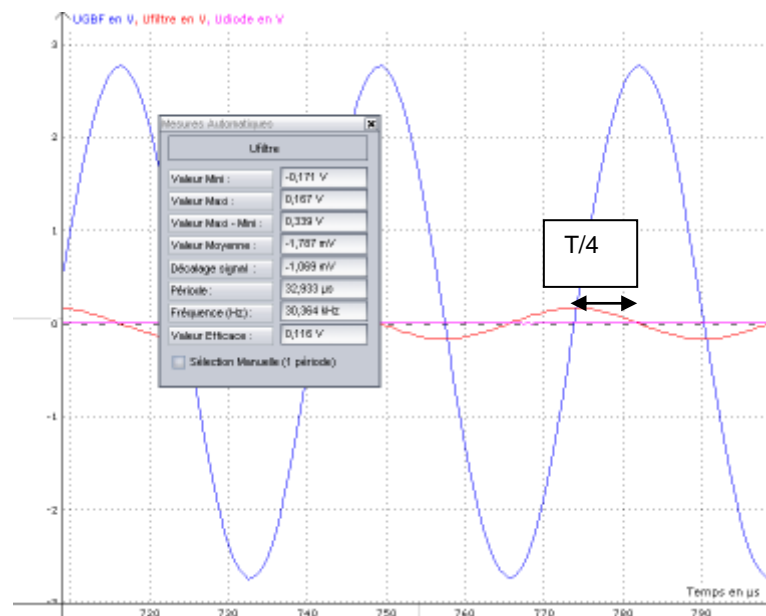 UGBF en V, Ufiltre en V, Udiode en V
3
Mesures Automatiques
Ufiltre
2
Valeur Mini : -0,171 V
Valeur Maxi : 0,167 V
Valeur Maxi - Mini : 0,339 V
1
Valeur Moyenne : -1,787 mV
T/4
Décalage signal : -1,069 mV
Période : 32,933 µs
Fréquence (Hz) : 30,364 kHz
0
Valeur Efficace : 0,116 V
Sélection Manuelle (1 période)
-1
-2
Temps en µs
-3
720 730 740 750 760 770 780 790